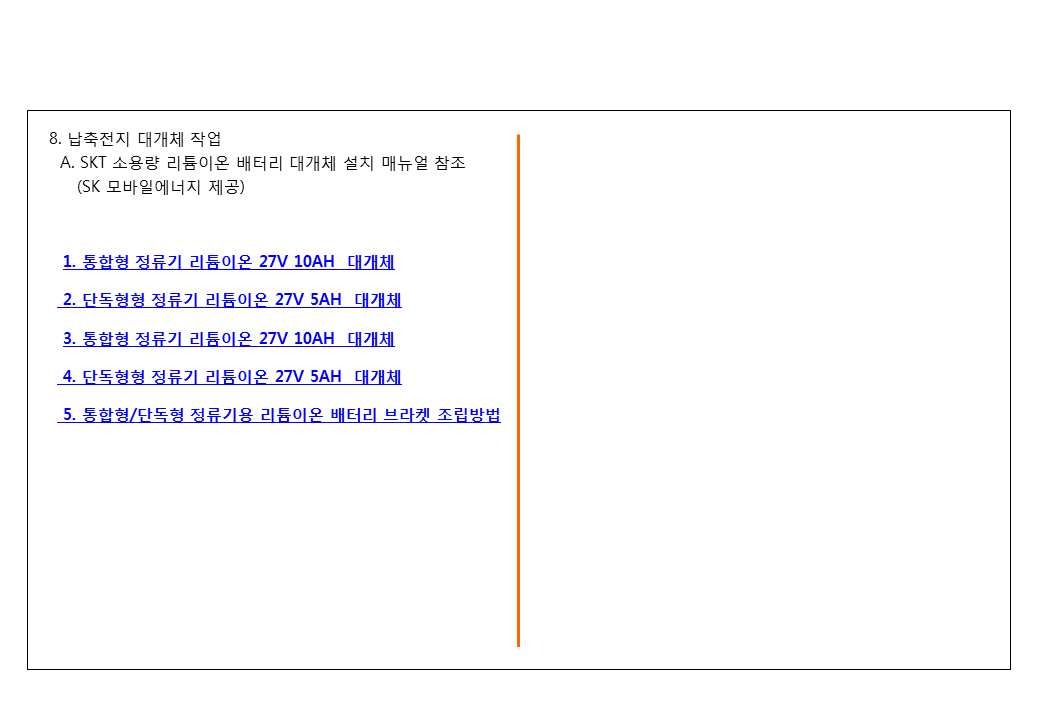 8. 납축전지 대개체 작업
A. SKT 소용량 리튬이온 배터리 대개체 설치 매뉴얼 참조
(SK 모바일에너지 제공)
1. 통합형 정류기 리튬이온 27V 10AH 대개체
2. 단독형형 정류기 리튬이온 27V 5AH 대개체
3. 통합형 정류기 리튬이온 27V 10AH 대개체
4. 단독형형 정류기 리튬이온 27V 5AH 대개체
5. 통합형/단독형 정류기용 리튬이온 배터리 브라켓 조립방법